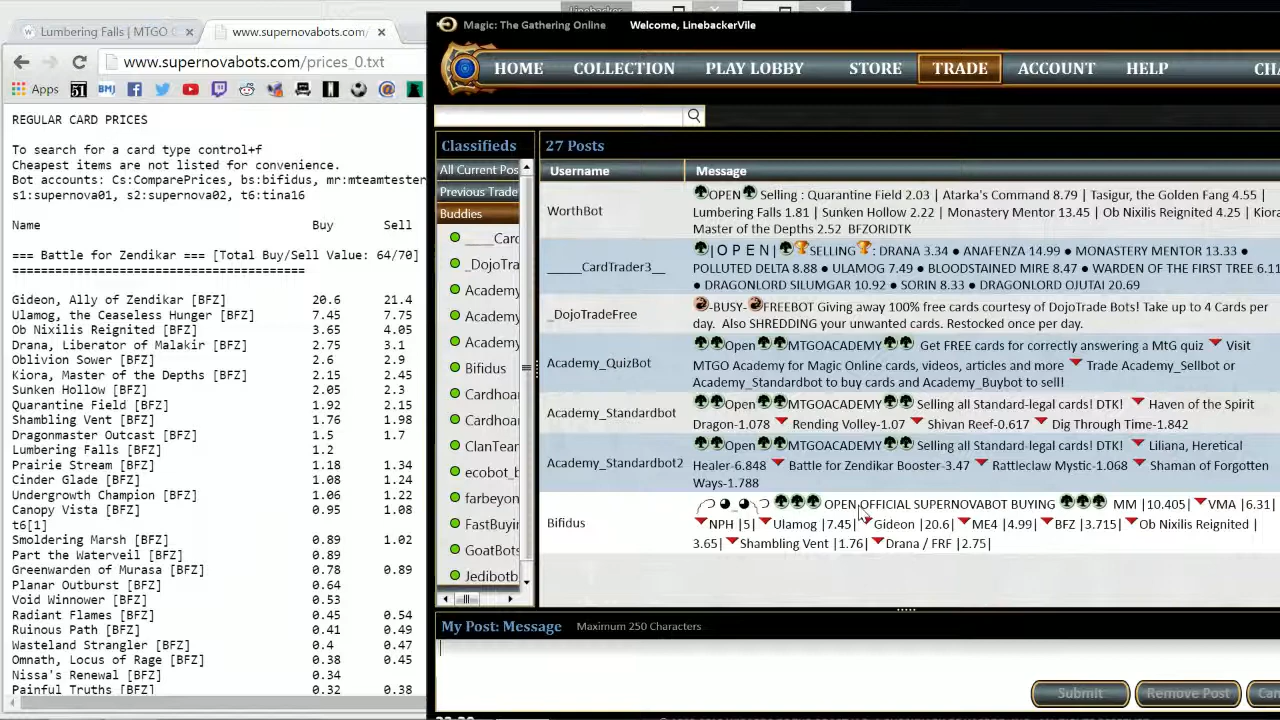 Lumbering Falls | MTGO C
www.supernovabots.com/
www.supernovabots.com/prices_0.txt
Apps
REGULAR CARD PRICES
To search for a card type control+f
Cheapest items are not listed for convenience.
Bot accounts: Cs:ComparePrices, bs:bifidus, mr:mteamtester
s1:supernova01, s2:supernova02, t6:tina16
Name Buy Sell
=== Battle for Zendikar === [Total Buy/Sell Value: 64/70]
========================================
Gideon, Ally of Zendikar [BFZ] 20.6 21.4
Ulamog, the Ceaseless Hunger [BFZ] 7.45 7.75
Ob Nixilis Reignited [BFZ] 3.65 4.05
Drana, Liberator of Malakir [BFZ] 2.75 3.1
Oblivion Sower [BFZ] 2.6 2.9
Kiora, Master of the Depths [BFZ] 2.15 2.45
Sunken Hollow [BFZ] 2.05 2.3
Quarantine Field [BFZ] 1.92 2.15
Shambling Vent [BFZ] 1.76 1.98
Dragonmaster Outcast [BFZ] 1.5 1.7
Lumbering Falls [BFZ] 1.2
Prairie Stream [BFZ] 1.18 1.34
Cinder Glade [BFZ] 1.08 1.24
Undergrowth Champion [BFZ] 1.06 1.22
Canopy Vista [BFZ] 0.95 1.08
t6[1]
Smoldering Marsh [BFZ] 0.89 1.02
Part the Waterveil [BFZ] 0.89
Greenwarden of Murasa [BFZ] 0.78 0.89
Planar Outburst [BFZ] 0.64
Void Winnower [BFZ] 0.53
Radiant Flames [BFZ] 0.45 0.54
Ruinous Path [BFZ] 0.41 0.49
Wasteland Strangler [BFZ] 0.4 0.47
Omnath, Locus of Rage [BFZ] 0.38 0.45
Nissa's Renewal [BFZ] 0.34
Painful Truths [BFZ] 0.32 0.38
Magic: The Gathering Online Welcome, LinebackerVile
HOME COLLECTION PLAY LOBBY STORE TRADE ACCOUNT HELP CH
Classifieds
All Current Pos
Previous Trade
Buddies
____Card
_DojoTra
Academy
Academy
Academy
Bifidus
Cardhoa
Cardhoa
ClanTeam
ecobot_b
farbeyon
FastBuyin
GoatBots
Jedibotb
27 Posts
Username Message
WorthBot
OPEN Selling : Quarantine Field 2.03 | Atarka's Command 8.79 | Tasigur, the Golden Fang 4.55 |
Lumbering Falls 1.81 | Sunken Hollow 2.22 | Monastery Mentor 13.45 | Ob Nixilis Reignited 4.25 | Kiora
Master of the Depths 2.52 BFZORIDTK
_____CardTrader3__
|O P E N| SELLING : DRANA 3.34 ● ANAFENZA 14.99 ● MONASTERY MENTOR 13.33 ●
POLLUTED DELTA 8.88 ● ULAMOG 7.49 ● BLOODSTAINED MIRE 8.47 ● WARDEN OF THE FIRST TREE 6.11
● DRAGONLORD SILUMGAR 10.92 ● SORIN 8.33 ● DRAGONLORD OJUTAI 20.69
_DojoTradeFree
-BUSY- FREEBOT Giving away 100% free cards courtesy of DojoTrade Bots! Take up to 4 Cards per
day. Also SHREDDING your unwanted cards. Restocked once per day.
Academy_QuizBot
Open MTGOACADEMY Get FREE cards for correctly answering a MtG quiz Visit
MTGO Academy for Magic Online cards, videos, articles and more Trade Academy_Sellbot or
Academy_Standardbot to buy cards and Academy_Buybot to sell!
Academy_Standardbot
Open MTGOACADEMY Selling all Standard-legal cards! DTK! Haven of the Spirit
Dragon-1.078 Rending Volley-1.07 Shivan Reef-0.617 Dig Through Time-1.842
Academy_Standardbot2
Open MTGOACADEMY Selling all Standard-legal cards! DTK! Liliana, Heretical
Healer-6.848 Battle for Zendikar Booster-3.47 Rattleclaw Mystic-1.068 Shaman of Forgotten
Ways-1.788
Bifidus
OPEN OFFICIAL SUPERNOVABOT BUYING MM |10.405| VMA |6.31|
NPH |5| Ulamog |7.45| Gideon |20.6| ME4 |4.99| BFZ |3.715| Ob Nixilis Reignited |
3.65| Shambling Vent |1.76| Drana / FRF |2.75|
My Post: Message Maximum 250 Characters
Submit Remove Post Can